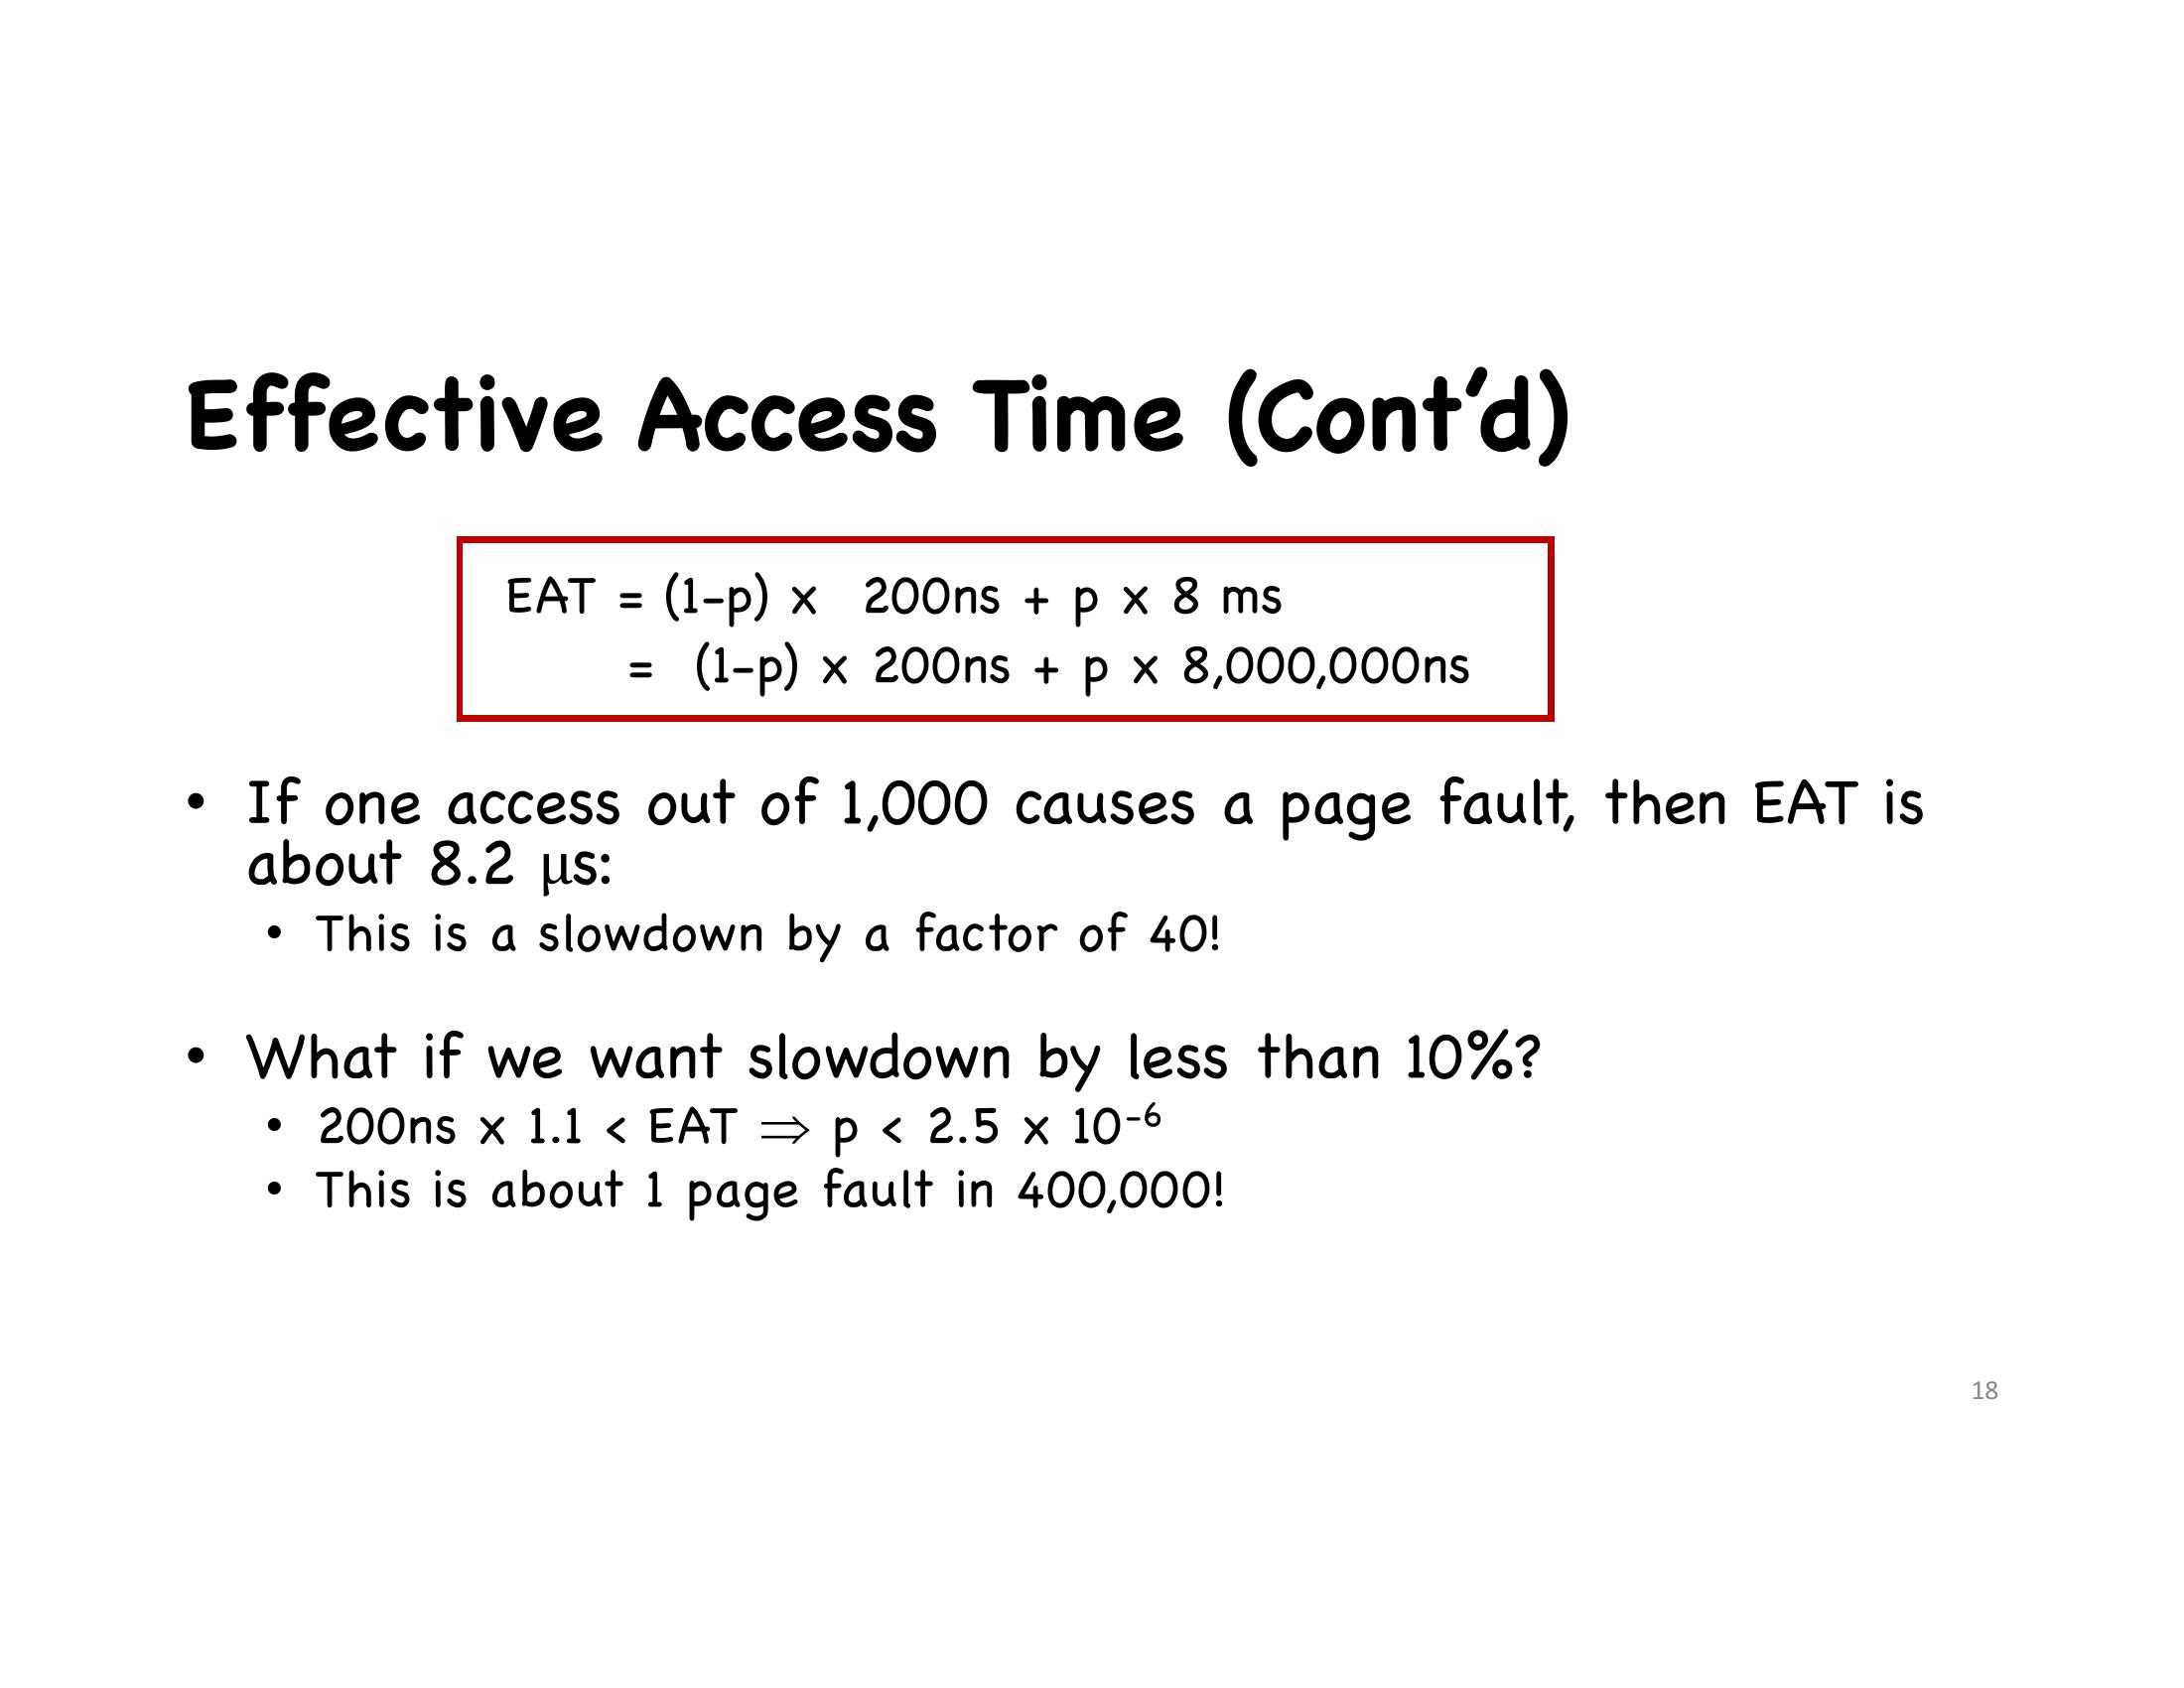 Effective Access Time (Cont'd)
EAT = (1–p) x 200ns + p x 8 ms
= (1–p) x 200ns + p x 8,000,000ns
• If one access out of 1,000 causes a page fault, then EAT is
about 8.2 μs:
• This is a slowdown by a factor of 40!
• What if we want slowdown by less than 10%?
• 200ns x 1.1 < EAT ⇒ p < 2.5 x 10⁻⁶
• This is about 1 page fault in 400,000!
18